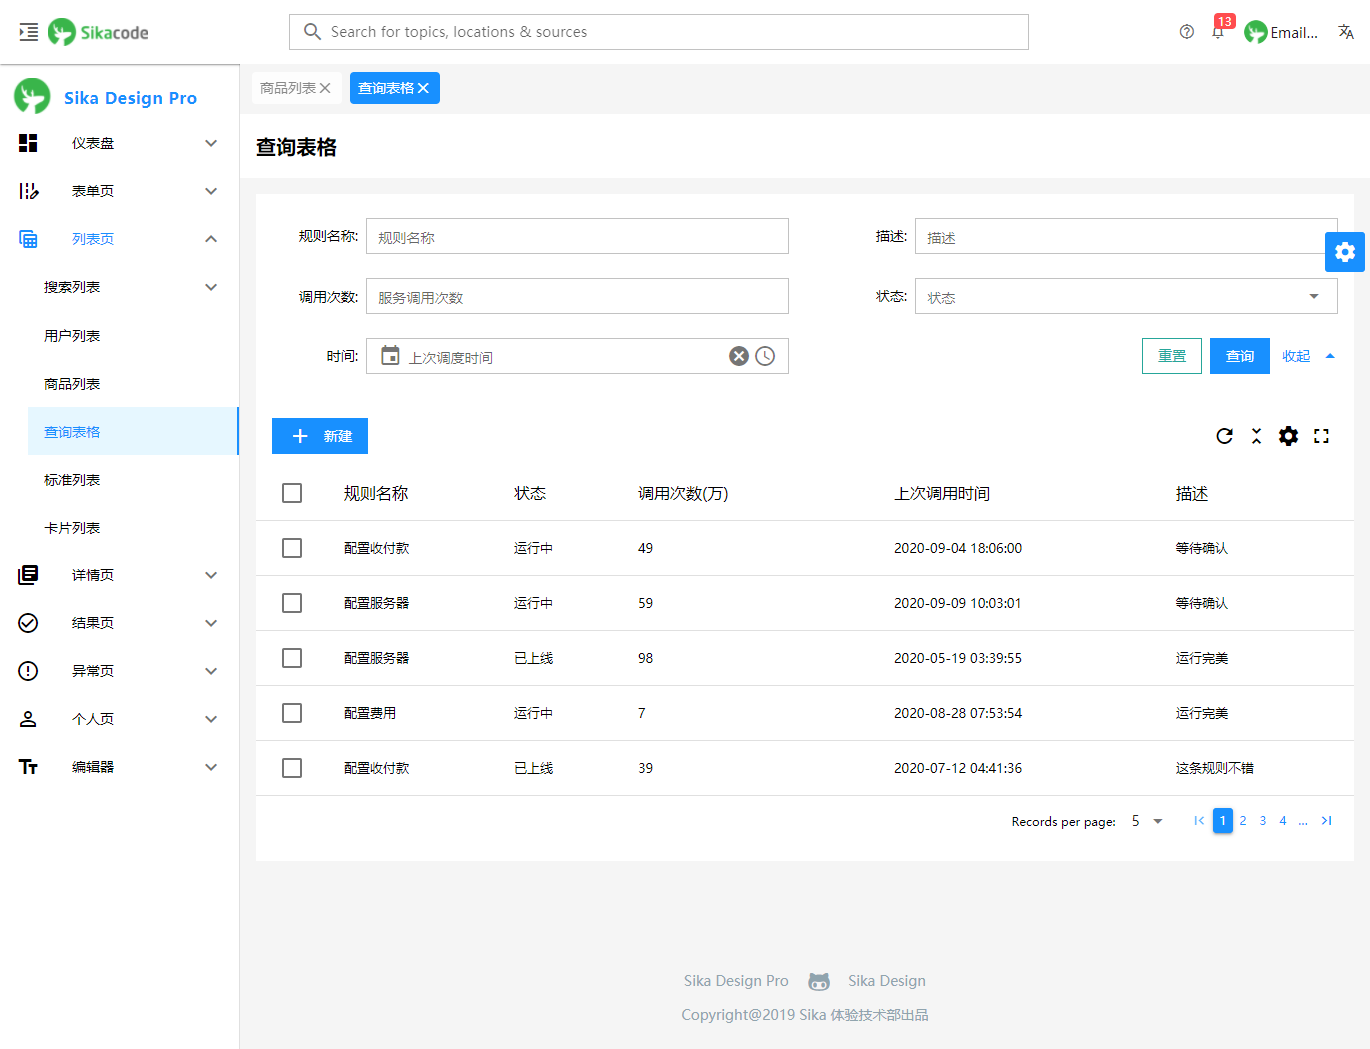 Sikacode
Search for topics, locations & sources
13
Email...
Sika Design Pro
仪表盘
表单页
列表页
搜索列表
用户列表
商品列表
查询表格
标准列表
卡片列表
详情页
结果页
异常页
个人页
编辑器
商品列表
查询表格
查询表格
规则名称: 规则名称
描述: 描述
调用次数: 服务调用次数
状态: 状态
时间: 上次调度时间
重置 查询 收起
新建
规则名称 状态 调用次数(万) 上次调用时间 描述
配置收付款 运行中 49 2020-09-04 18:06:00 等待确认
配置服务器 运行中 59 2020-09-09 10:03:01 等待确认
配置服务器 已上线 98 2020-05-19 03:39:55 运行完美
配置费用 运行中 7 2020-08-28 07:53:54 运行完美
配置收付款 已上线 39 2020-07-12 04:41:36 这条规则不错
Records per page: 5 1 2 3 4 ...
Sika Design Pro Sika Design
Copyright@2019 Sika 体验技术部出品